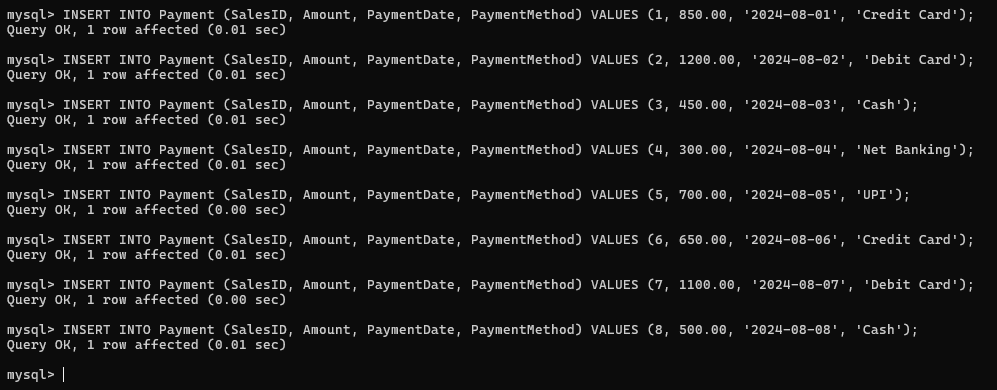 mysql> INSERT INTO Payment (SalesID, Amount, PaymentDate, PaymentMethod) VALUES (1, 850.00, '2024-08-01', 'Credit Card');
Query OK, 1 row affected (0.01 sec)
mysql> INSERT INTO Payment (SalesID, Amount, PaymentDate, PaymentMethod) VALUES (2, 1200.00, '2024-08-02', 'Debit Card');
Query OK, 1 row affected (0.01 sec)
mysql> INSERT INTO Payment (SalesID, Amount, PaymentDate, PaymentMethod) VALUES (3, 450.00, '2024-08-03', 'Cash');
Query OK, 1 row affected (0.01 sec)
mysql> INSERT INTO Payment (SalesID, Amount, PaymentDate, PaymentMethod) VALUES (4, 300.00, '2024-08-04', 'Net Banking');
Query OK, 1 row affected (0.01 sec)
mysql> INSERT INTO Payment (SalesID, Amount, PaymentDate, PaymentMethod) VALUES (5, 700.00, '2024-08-05', 'UPI');
Query OK, 1 row affected (0.00 sec)
mysql> INSERT INTO Payment (SalesID, Amount, PaymentDate, PaymentMethod) VALUES (6, 650.00, '2024-08-06', 'Credit Card');
Query OK, 1 row affected (0.01 sec)
mysql> INSERT INTO Payment (SalesID, Amount, PaymentDate, PaymentMethod) VALUES (7, 1100.00, '2024-08-07', 'Debit Card');
Query OK, 1 row affected (0.00 sec)
mysql> INSERT INTO Payment (SalesID, Amount, PaymentDate, PaymentMethod) VALUES (8, 500.00, '2024-08-08', 'Cash');
Query OK, 1 row affected (0.01 sec)
mysql>